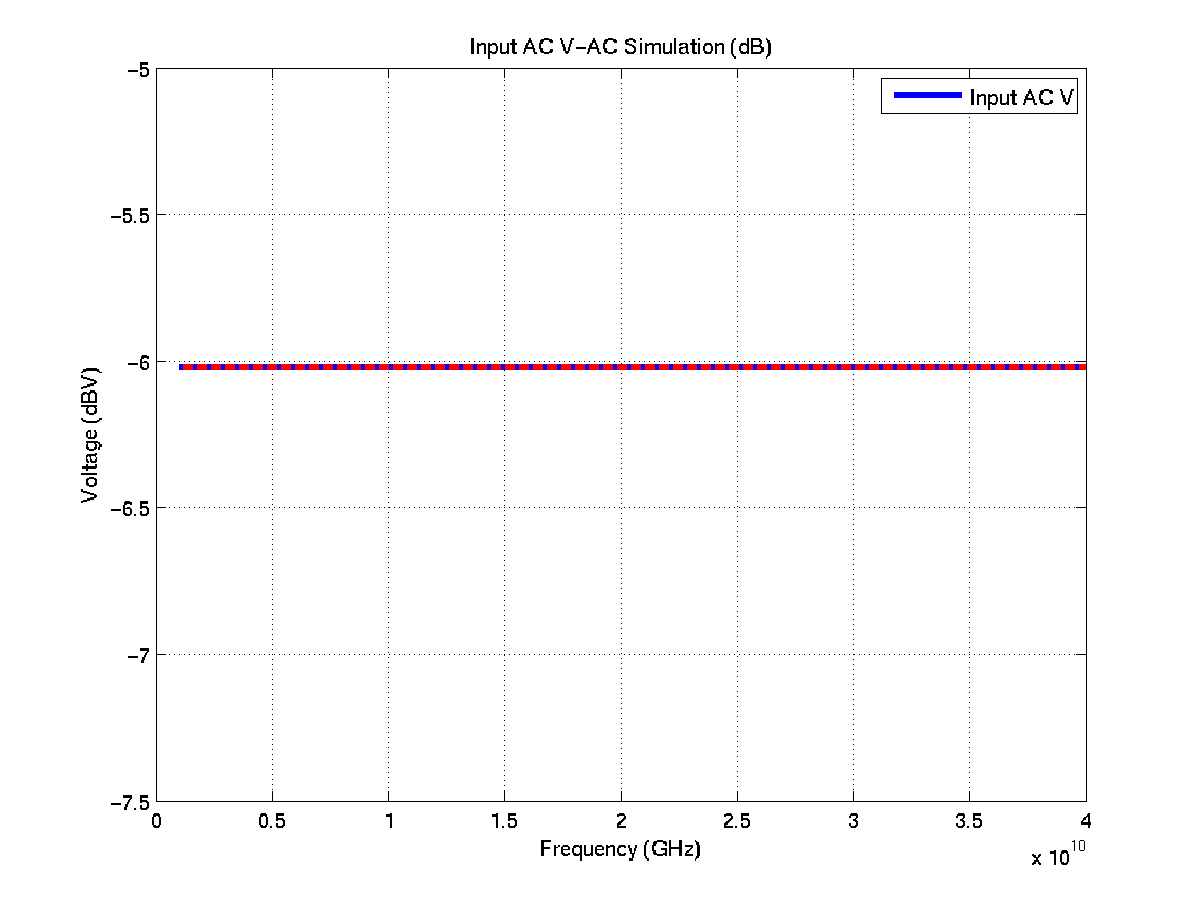 Input AC V−AC Simulation (dB)
Input AC V
−5
−5.5
−6
−6.5
−7
−7.5
Voltage (dBV)
0 0.5 1 1.5 2 2.5 3 3.5 4
Frequency (GHz)
x 10^10